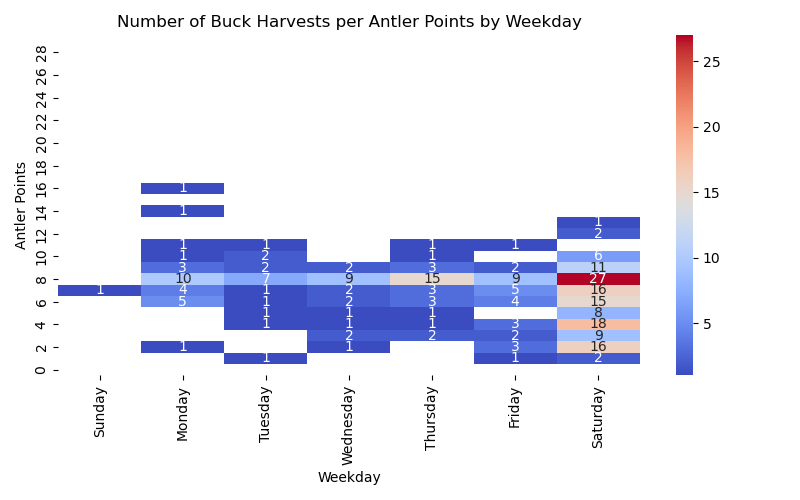 Number of Buck Harvests per Antler Points by Weekday
28
26
24
22
20
18
16 1
14 1
1
12 2
1 1 1 1
10 1 2 1 6
3 2 2 3 2 11
8 10 7 9 15 9 27
1 4 1 2 3 5 16
6 5 1 2 3 4 15
1 1 1 8
4 1 1 1 3 18
2 2 2 9
2 1 1 3 16
1 1 2
0
Antler Points
Sunday Monday Tuesday Wednesday Thursday Friday Saturday
Weekday
25
20
15
10
5